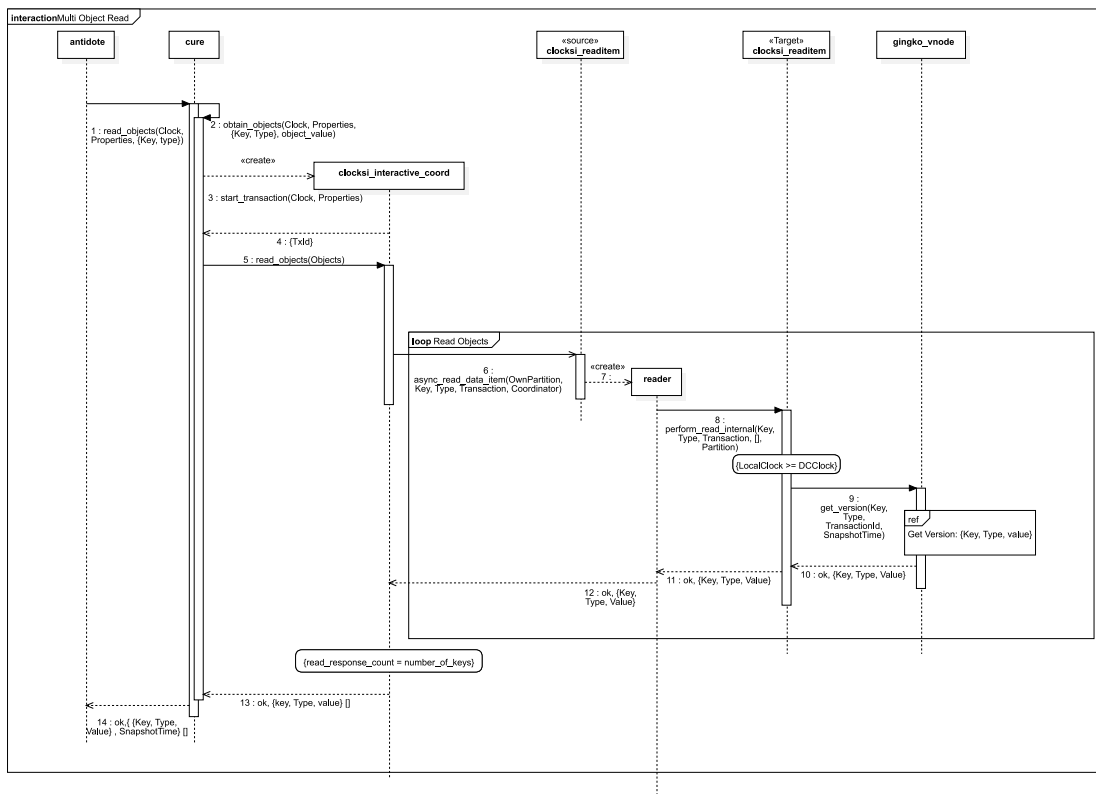 interactionMulti Object Read
antidote
cure
«source»
clocksi_readitem
«Target»
clocksi_readitem
gingko_vnode
1 : read_objects(Clock,
Properties, {Key, type})
2 : obtain_objects(Clock, Properties,
{Key, Type}, object_value)
«create»
clocksi_interactive_coord
3 : start_transaction(Clock, Properties)
4 : {TxId}
5 : read_objects(Objects)
loop Read Objects
6 :
async_read_data_item(OwnPartition,
Key, Type, Transaction, Coordinator)
«create»
7 :
reader
8 :
perform_read_internal(Key,
Type, Transaction, [],
Partition)
{LocalClock >= DCClock}
9 :
get_version(Key,
Type,
TransactionId,
SnapshotTime)
ref
Get Version: {Key, Type, value}
10 : ok, {Key, Type, Value}
11 : ok, {Key, Type, Value}
12 : ok, {Key,
Type, Value}
{read_response_count = number_of_keys}
13 : ok, {key, Type, value} []
14 : ok,{ {Key, Type,
Value} , SnapshotTime} []